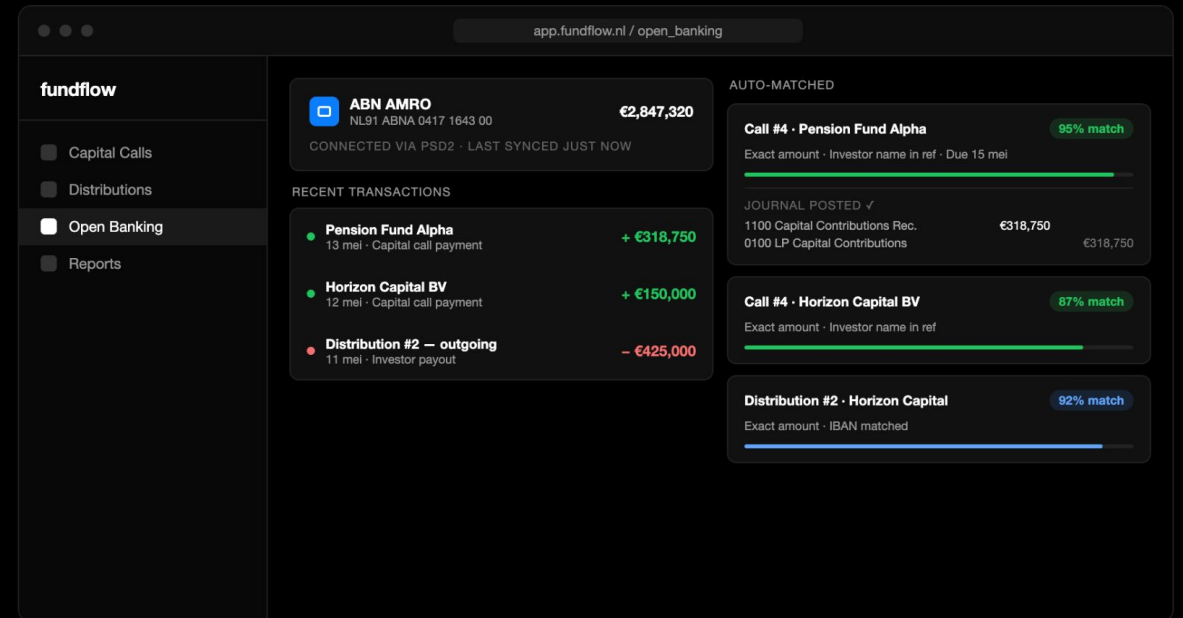 app.fundflow.nl / open_banking
fundflow
Capital Calls
Distributions
Open Banking
Reports
ABN AMRO
NL91 ABNA 0417 1643 00
€2,847,320
CONNECTED VIA PSD2 · LAST SYNCED JUST NOW
RECENT TRANSACTIONS
Pension Fund Alpha
13 mei · Capital call payment
+ €318,750
Horizon Capital BV
12 mei · Capital call payment
+ €150,000
Distribution #2 — outgoing
11 mei · Investor payout
– €425,000
AUTO-MATCHED
Call #4 · Pension Fund Alpha
95% match
Exact amount · Investor name in ref · Due 15 mei
JOURNAL POSTED ✓
1100 Capital Contributions Rec. €318,750
0100 LP Capital Contributions €318,750
Call #4 · Horizon Capital BV
87% match
Exact amount · Investor name in ref
Distribution #2 · Horizon Capital
92% match
Exact amount · IBAN matched